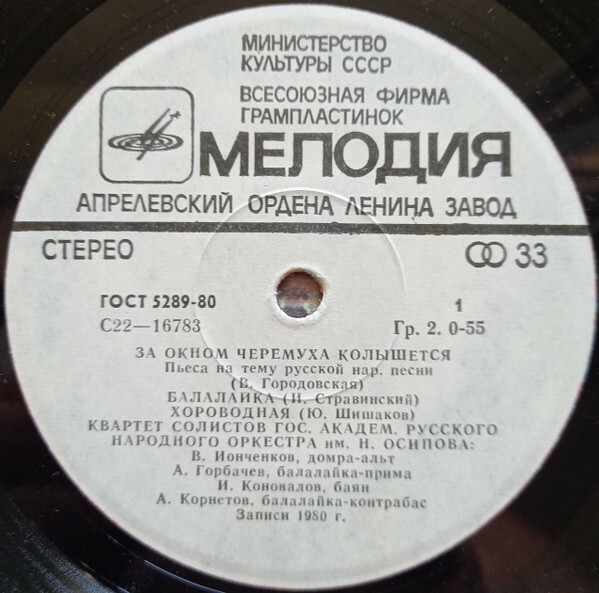 МИНИСТЕРСТВО
КУЛЬТУРЫ СССР
ВСЕСОЮЗНАЯ ФИРМА
ГРАМПЛАСТИНОК
МЕЛОДИЯ
АПРЕЛЕВСКИЙ ОРДЕНА ЛЕНИНА ЗАВОД
СТЕРЕО 33
ГОСТ 5289-80 1
С22—16783 Гр. 2. 0-55
ЗА ОКНОМ ЧЕРЕМУХА КОЛЫШЕТСЯ
Пьеса на тему русской нар. песни
(В. Городовская)
БАЛАЛАЙКА (И. Стравинский)
ХОРОВОДНАЯ (Ю. Шишаков)
КВАРТЕТ СОЛИСТОВ ГОС. АКАДЕМ. РУССКОГО
НАРОДНОГО ОРКЕСТРА им. Н. ОСИПОВА:
В. Ионченков, домра-альт
А. Горбачев, балалайка-прима
И. Коновалов, баян
А. Корнетов, балалайка-контрабас
Записи 1980 г.